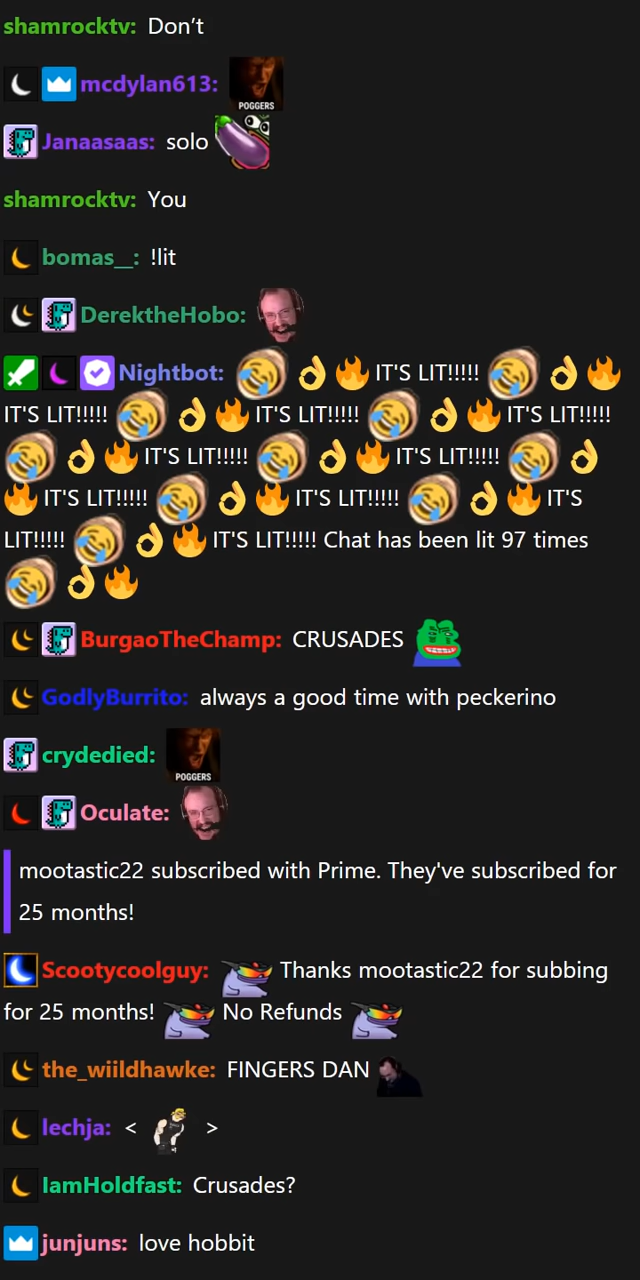 shamrocktv: Don’t
mcdylan613: POGGERS
Janaasaas: solo
shamrocktv: You
bomas__: !lit
DerektheHobo:
Nightbot: 👌🔥 IT'S LIT!!!!! 👌🔥
IT'S LIT!!!!! 👌🔥 IT'S LIT!!!!! 👌🔥 IT'S LIT!!!!!
👌🔥 IT'S LIT!!!!! 👌🔥 IT'S LIT!!!!! 👌
🔥 IT'S LIT!!!!! 👌🔥 IT'S LIT!!!!! 👌🔥 IT'S
LIT!!!!! 👌🔥 IT'S LIT!!!!! Chat has been lit 97 times
👌🔥
BurgaoTheChamp: CRUSADES
GodlyBurrito: always a good time with peckerino
crydedied: POGGERS
Oculate:
mootastic22 subscribed with Prime. They've subscribed for
25 months!
Scootycoolguy: Thanks mootastic22 for subbing
for 25 months! No Refunds
the_wiildhawke: FINGERS DAN
lechja: < >
IamHoldfast: Crusades?
junjuns: love hobbit